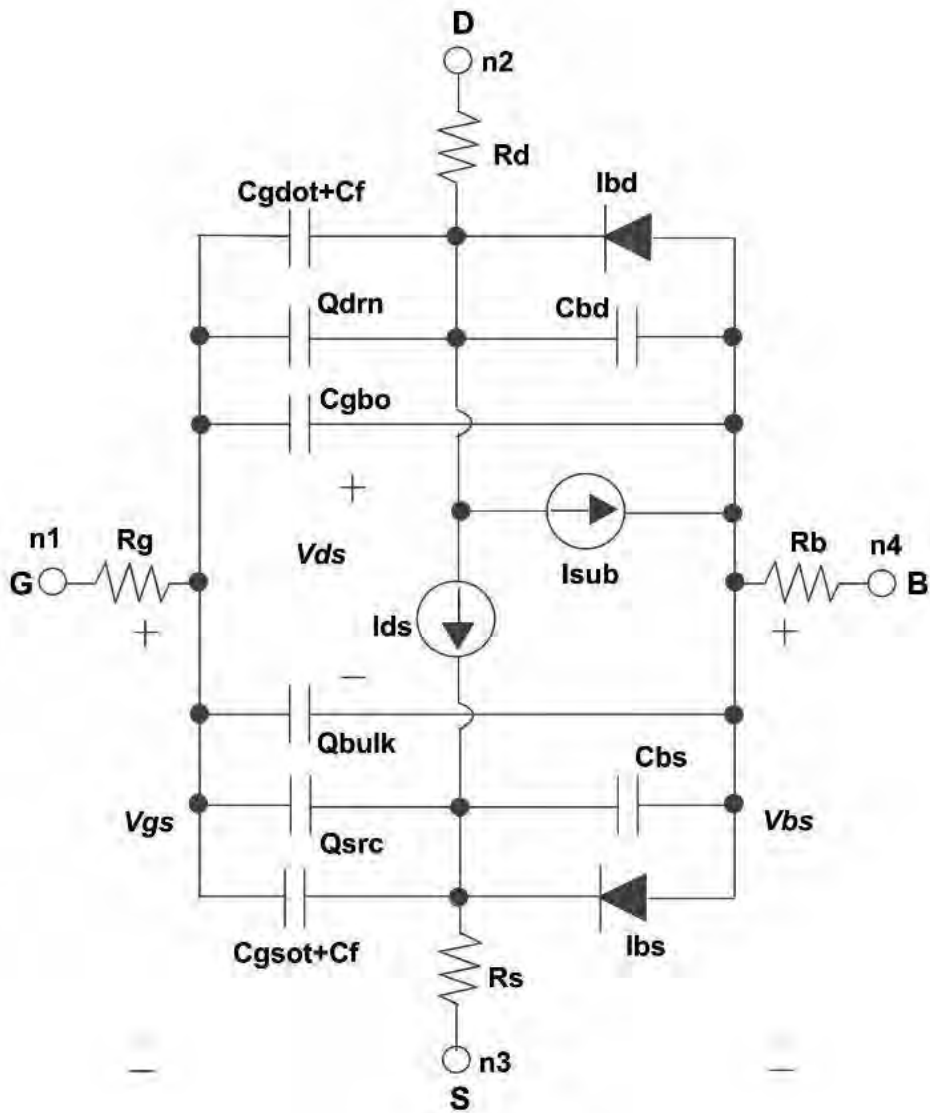 D
n2
Rd
Cgdot+Cf
Ibd
Qdrn
Cbd
Cgbo
+
Vds
n1
Rg
G
+
Isub
Rb
n4
B
+
Ids
−
Qbulk
Cbs
Vgs
Qsrc
Vbs
Cgsot+Cf
Ibs
Rs
n3
−
−
S